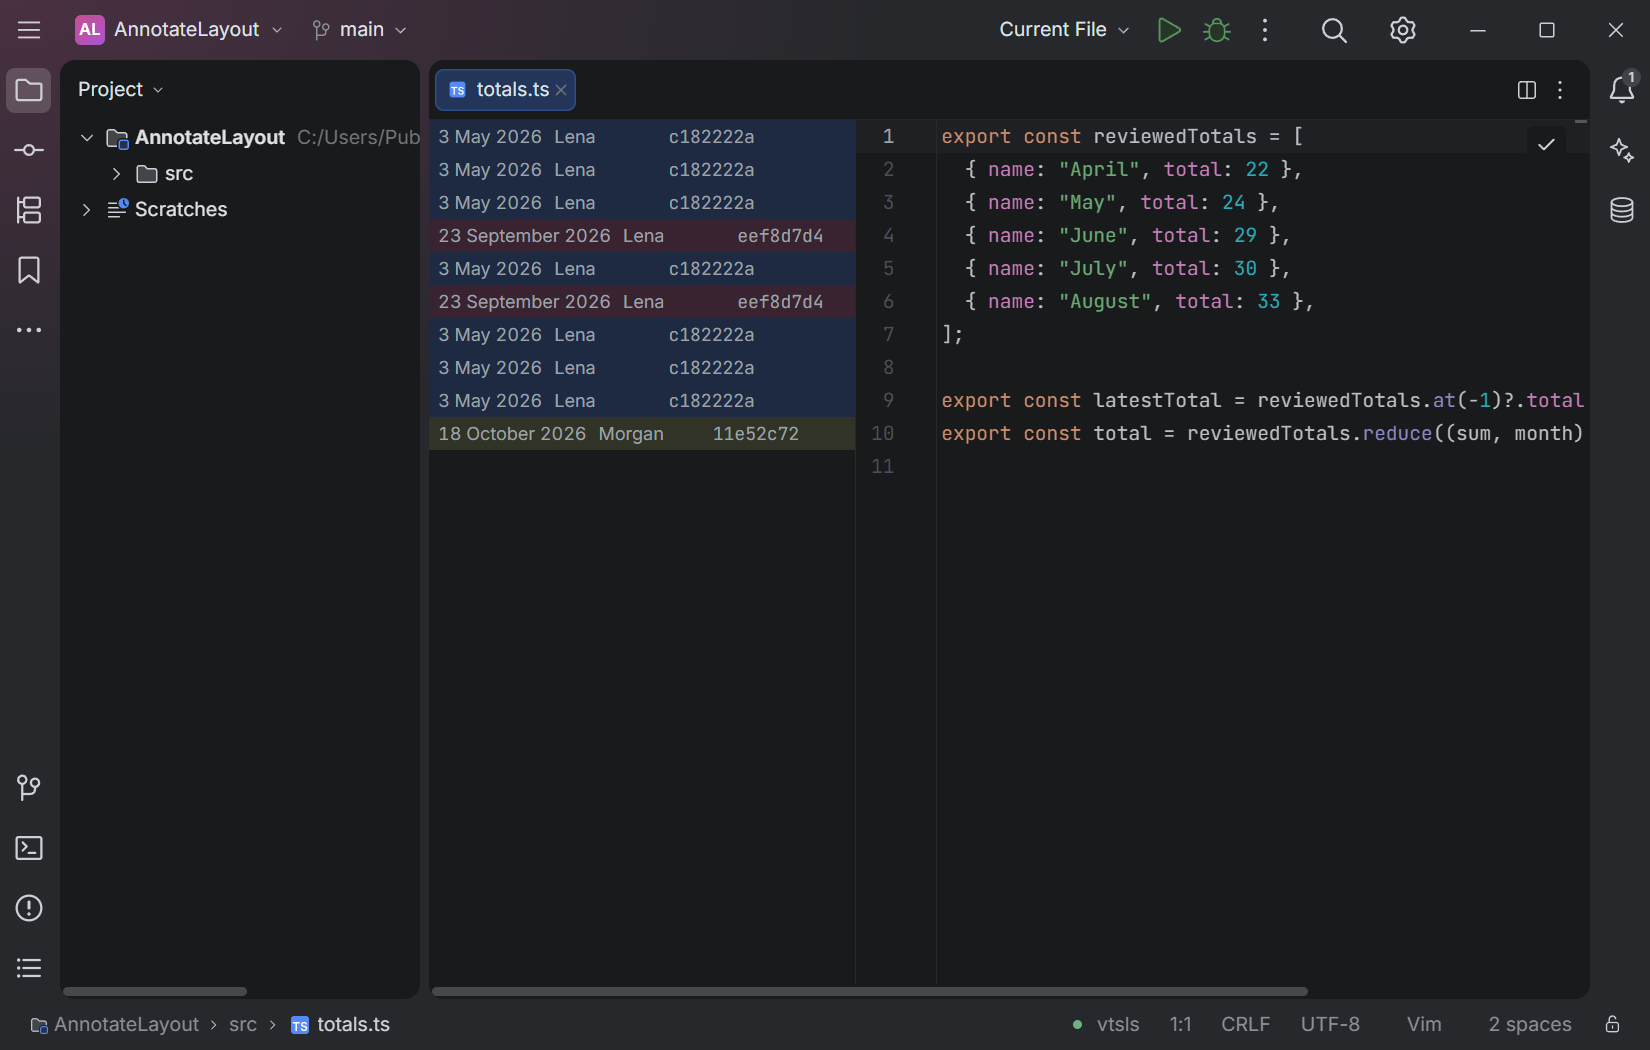 AL AnnotateLayout main Current File
Project
totals.ts
1
AnnotateLayout C:/Users/Pub
src
Scratches
3 May 2026 Lena c182222a 1 export const reviewedTotals = [
3 May 2026 Lena c182222a 2 { name: "April", total: 22 },
3 May 2026 Lena c182222a 3 { name: "May", total: 24 },
23 September 2026 Lena eef8d7d4 4 { name: "June", total: 29 },
3 May 2026 Lena c182222a 5 { name: "July", total: 30 },
23 September 2026 Lena eef8d7d4 6 { name: "August", total: 33 },
3 May 2026 Lena c182222a 7 ];
3 May 2026 Lena c182222a 8
3 May 2026 Lena c182222a 9 export const latestTotal = reviewedTotals.at(-1)?.total
18 October 2026 Morgan 11e52c72 10 export const total = reviewedTotals.reduce((sum, month)
11
AnnotateLayout › src › TS totals.ts vtsls 1:1 CRLF UTF-8 Vim 2 spaces